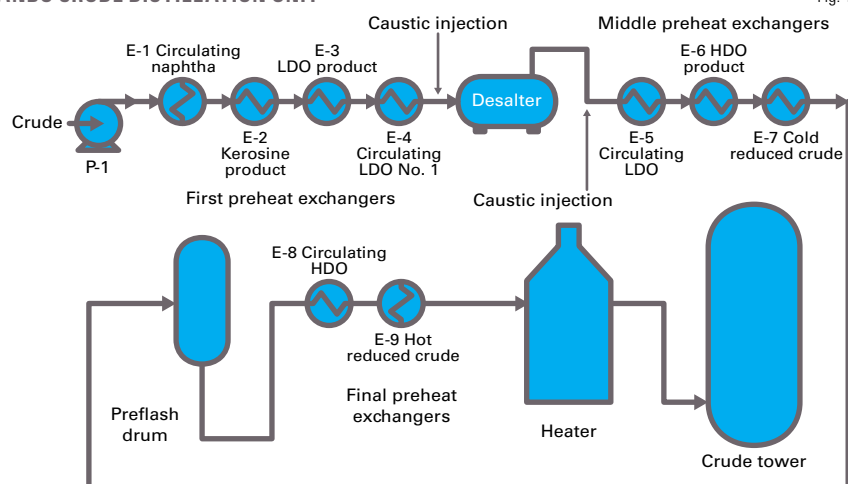 Fig.
E-1 Circulating
naphtha
E-3
LDO product
Caustic injection
Middle preheat exchangers
E-6 HDO
product
Crude
P-1
E-2
Kerosine
product
E-4
Circulating
LDO No. 1
Desalter
E-5
Circulating
LDO
E-7 Cold
reduced crude
First preheat exchangers
Caustic injection
E-8 Circulating
HDO
E-9 Hot
reduced crude
Preflash
drum
Final preheat
exchangers
Heater
Crude tower